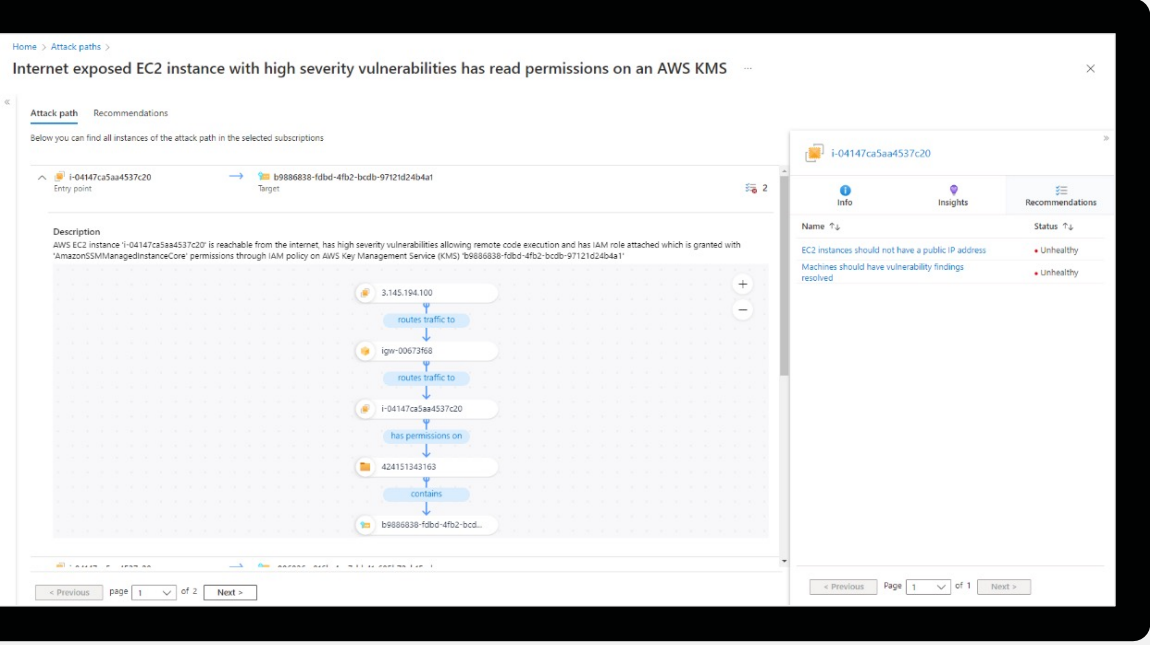 Home > Attack paths >
Internet exposed EC2 instance with high severity vulnerabilities has read permissions on an AWS KMS ...
Attack path Recommendations
Below you can find all instances of the attack path in the selected subscriptions
i-04147ca5aa4537c20 → b9886838-fdbd-4fb2-bcdb-97121d24b4a1
Entry point Target 2
Description
AWS EC2 instance 'i-04147ca5aa4537c20' is reachable from the internet, has high severity vulnerabilities allowing remote code execution and has IAM role attached which is granted with
'AmazonSSMManagedInstanceCore' permissions through IAM policy on AWS Key Management Service (KMS) 'b9886838-fdbd-4fb2-bcdb-97121d24b4a1'
3.145.194.100
routes traffic to
igw-00673f68
routes traffic to
i-04147ca5aa4537c20
has permissions on
424151343163
contains
b9886838-fdbd-4fb2-bcd...
< Previous page 1 of 2 Next >
i-04147ca5aa4537c20
Info Insights Recommendations
Name ↑↓ Status ↑↓
EC2 instances should not have a public IP address • Unhealthy
Machines should have vulnerability findings
resolved • Unhealthy
< Previous Page 1 of 1 Next >